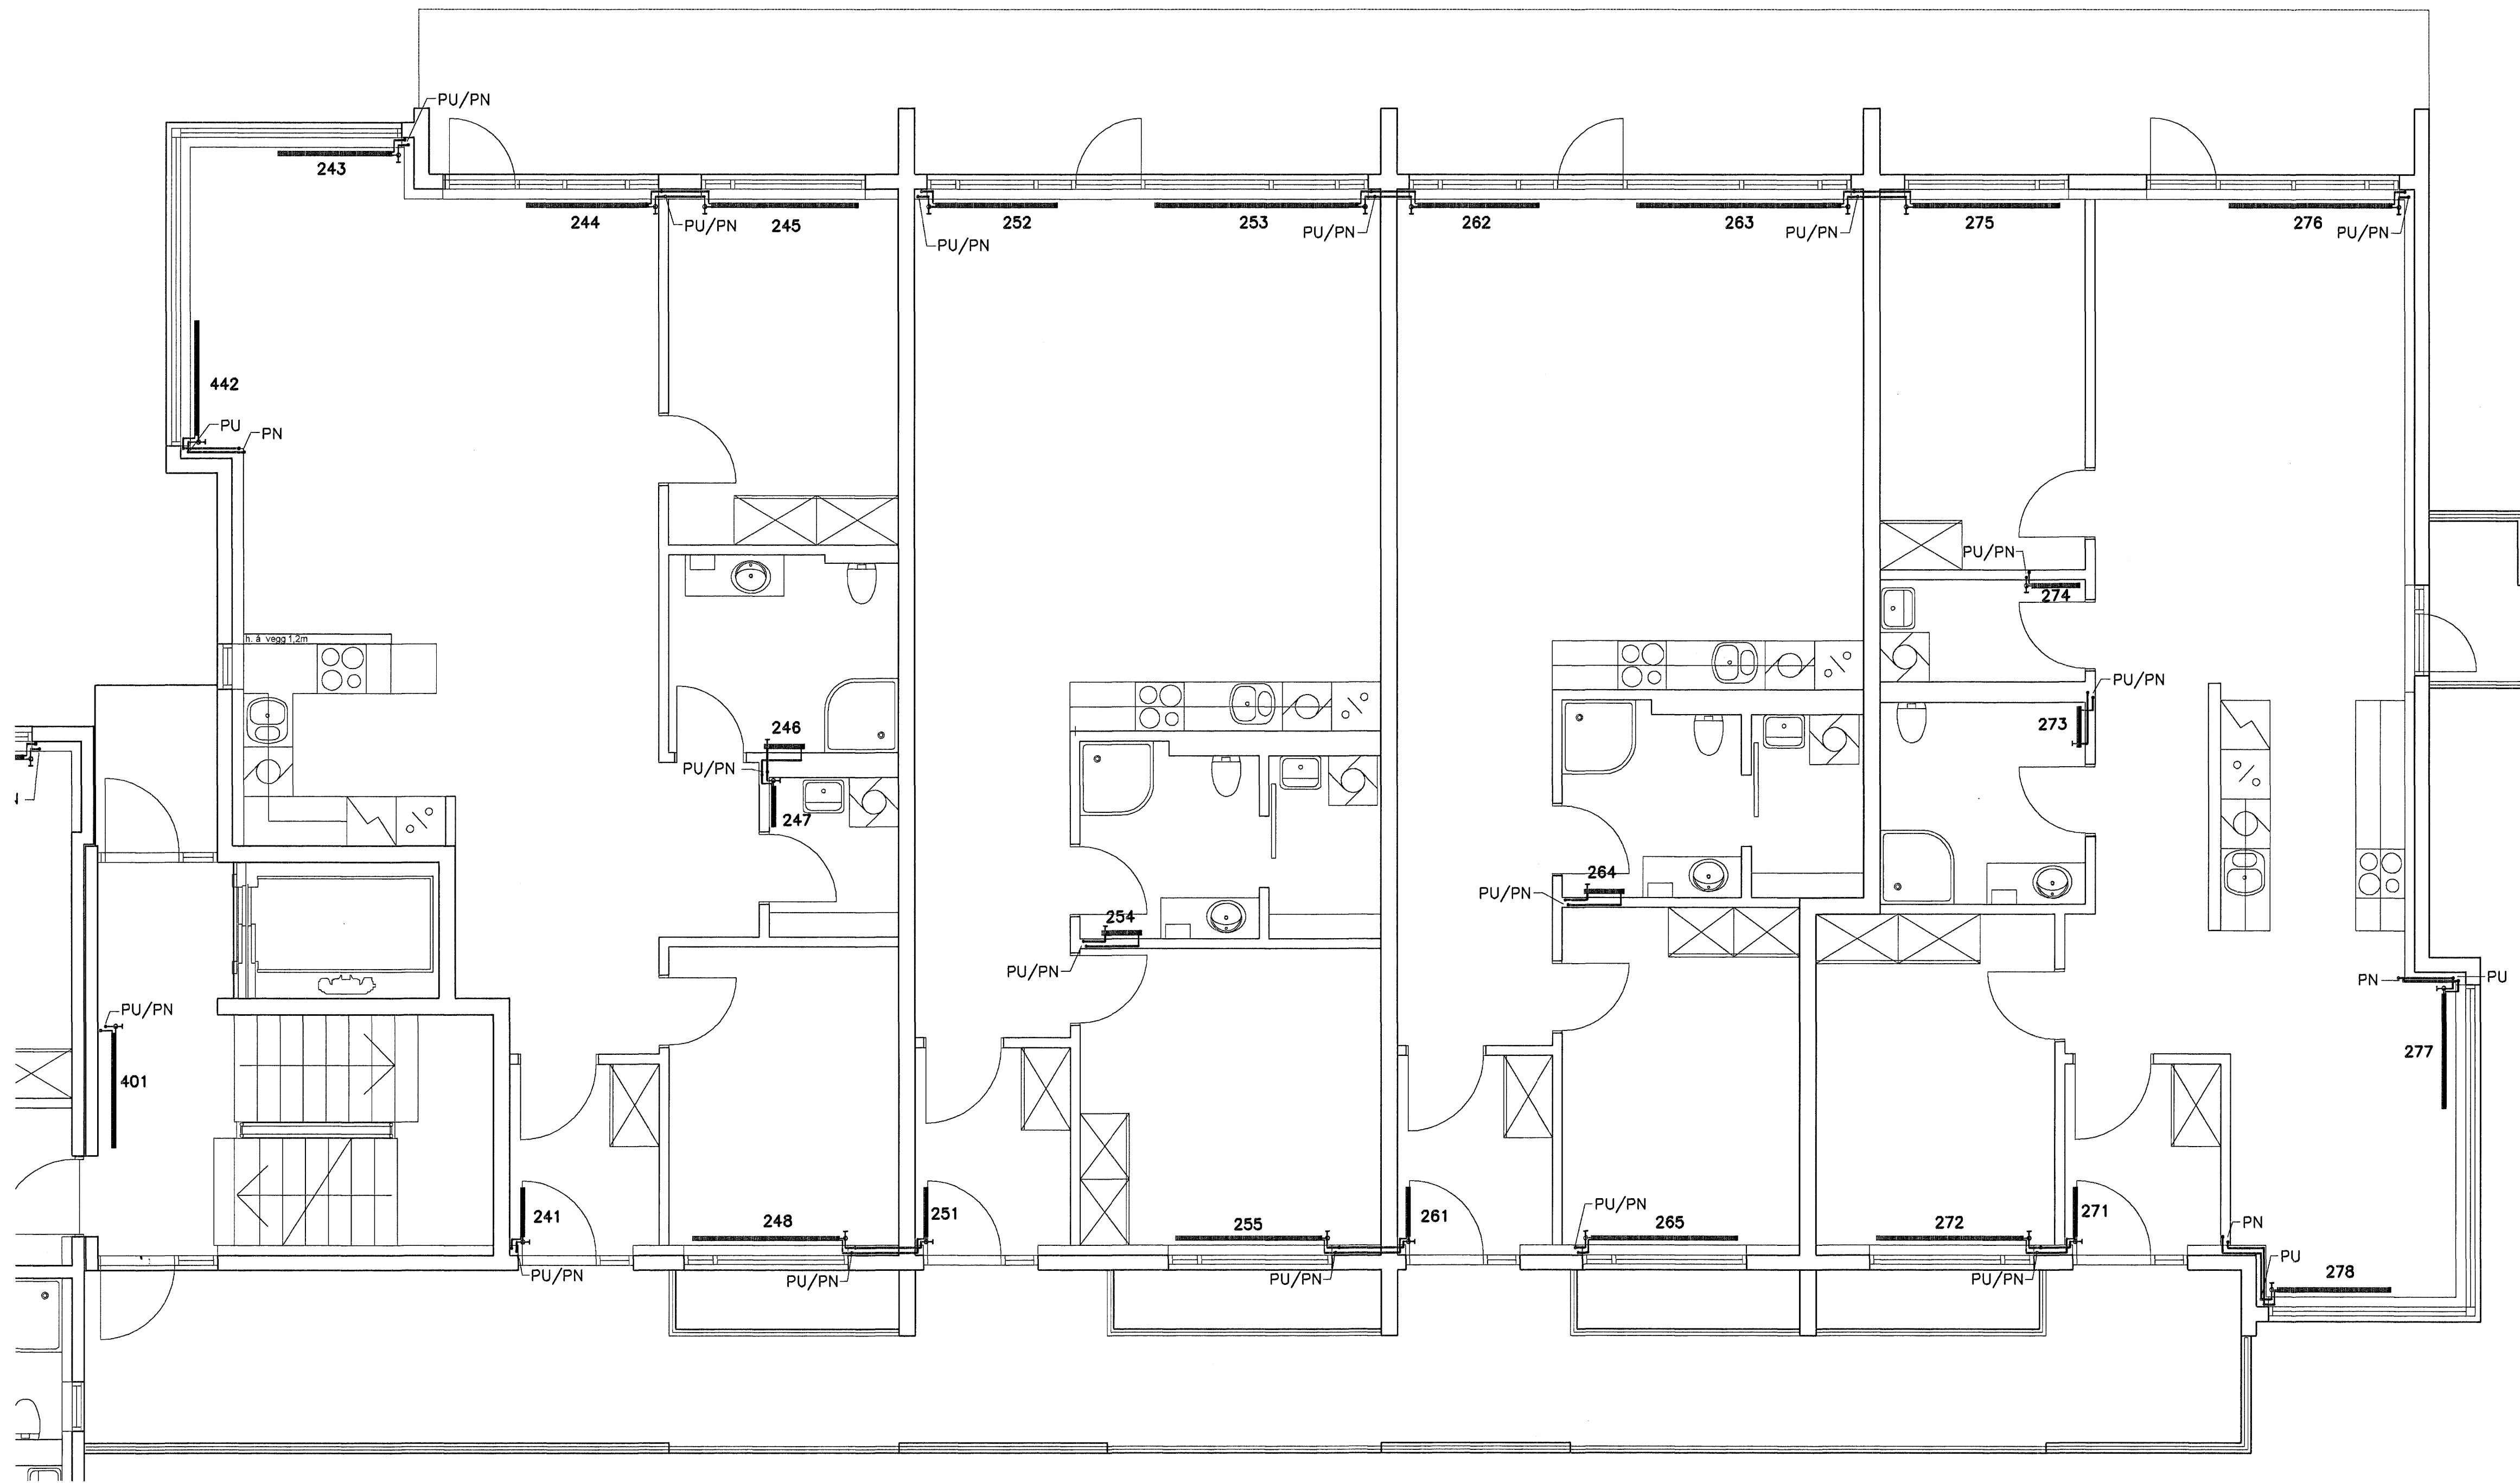 PU/PN
243
244
PU/PN
245
PU/PN
252
253
PU/PN
262
263
PU/PN
275
276
PU/PN
442
PU
PN
PU/PN
274
h. á vegg 1,2m
PU/PN
273
246
PU/PN
247
264
PU/PN
254
PU/PN
PN
PU
PU/PN
401
277
241
PU/PN
248
PU/PN
251
255
PU/PN
261
PU/PN
265
272
PU/PN
271
PN
PU
278